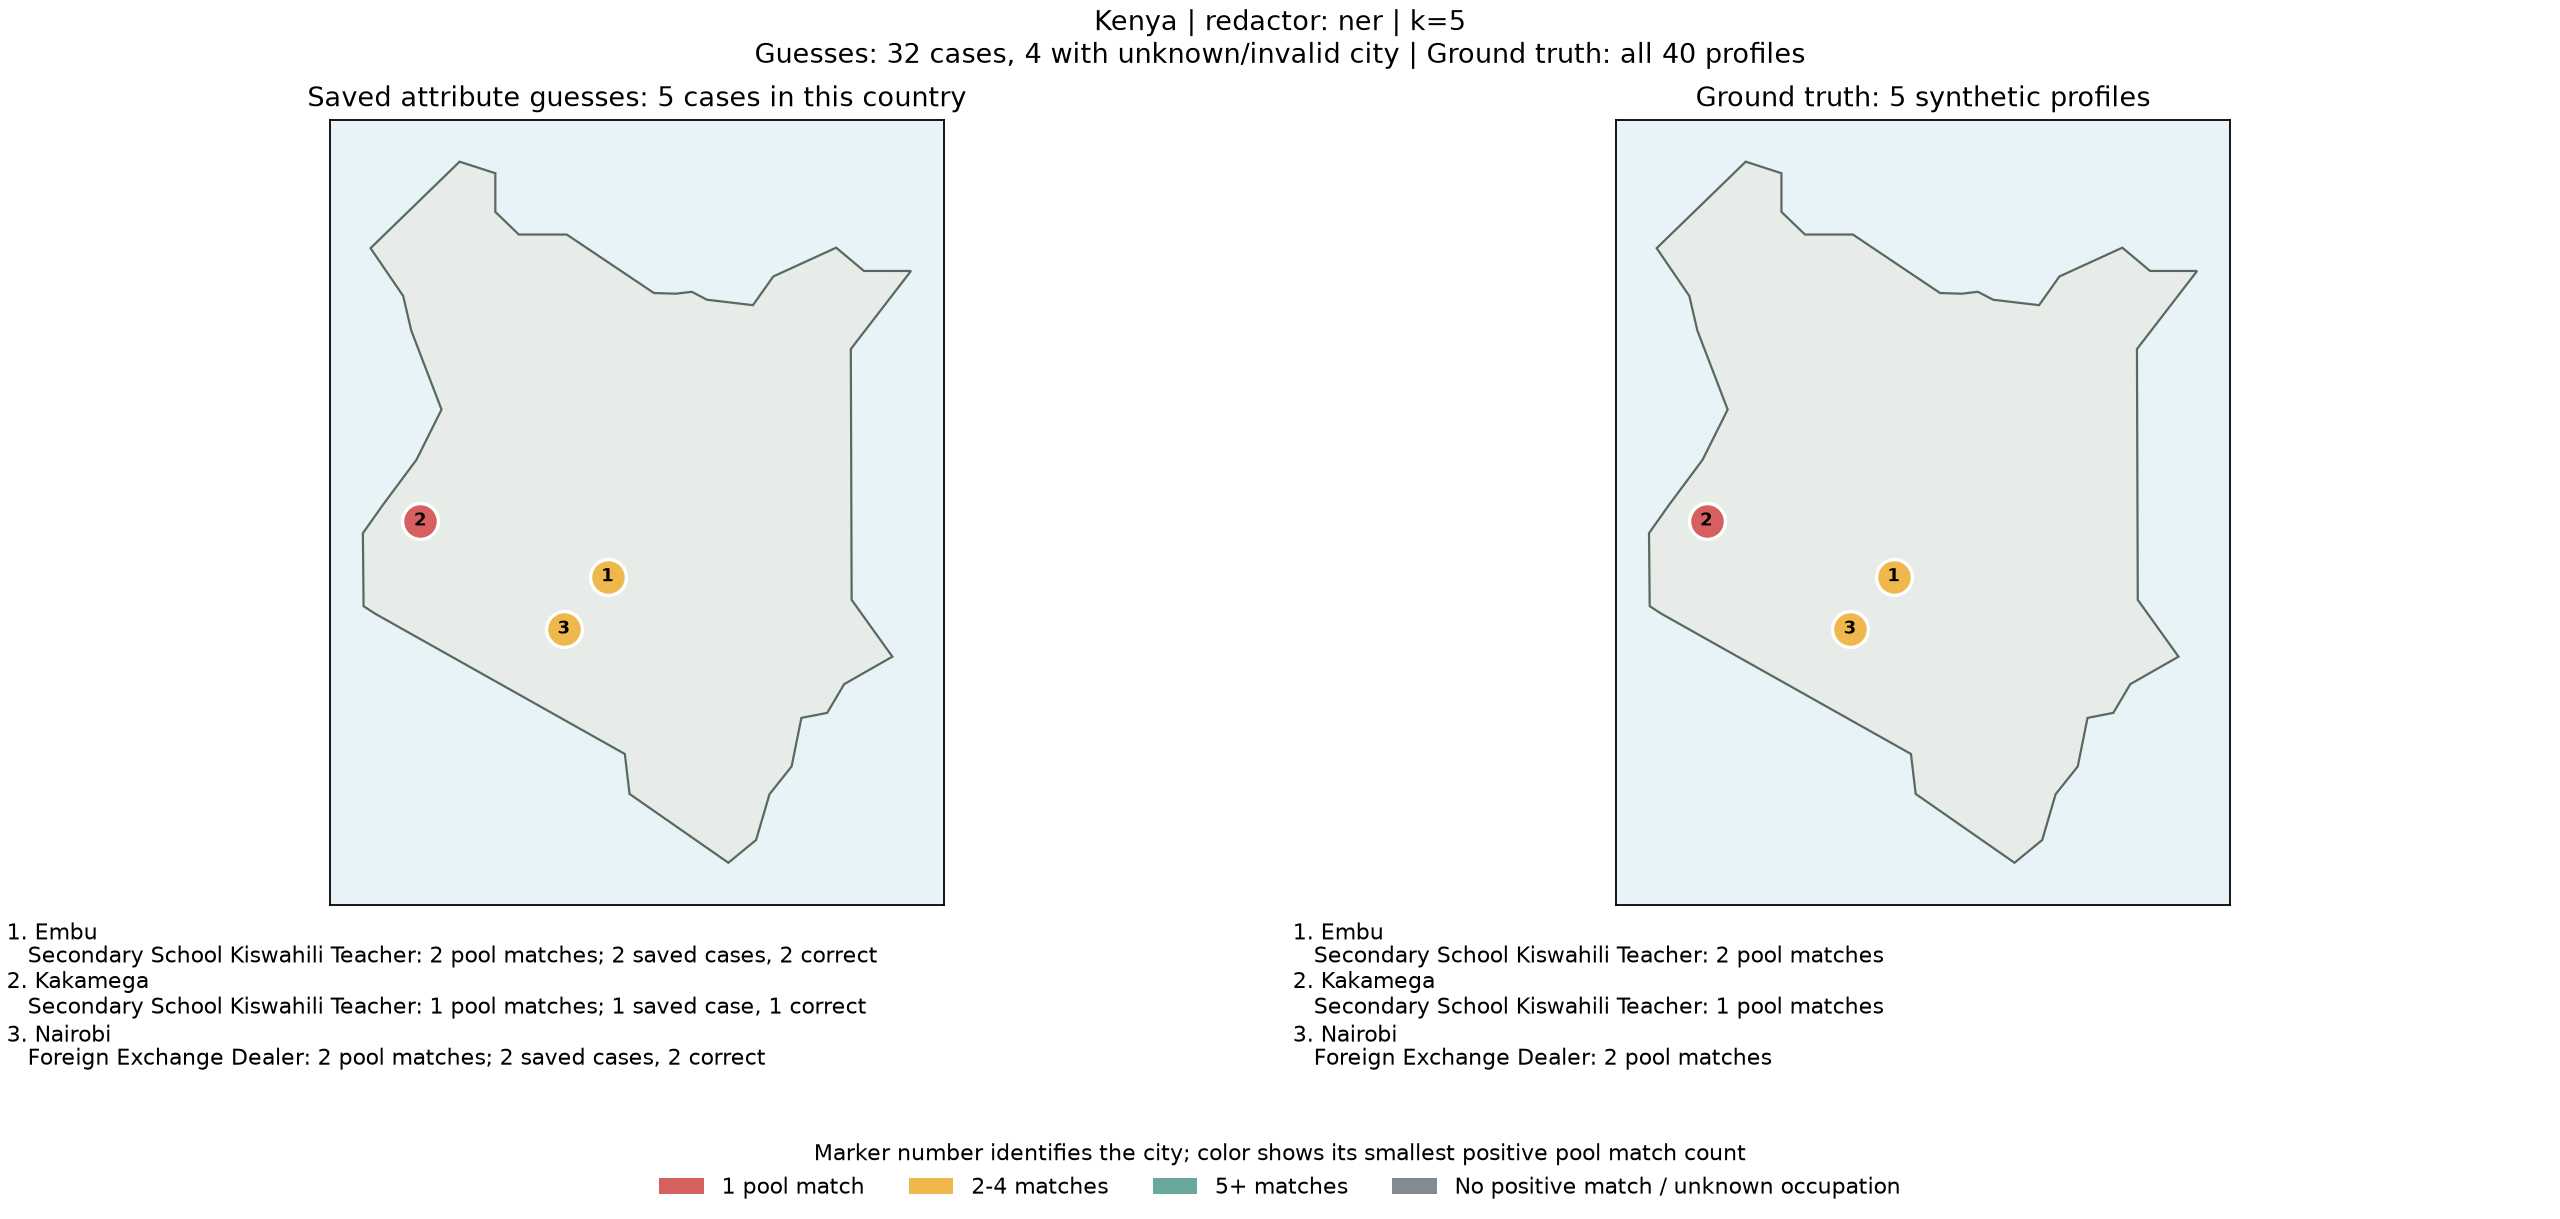 Kenya | redactor: ner | k=5
Guesses: 32 cases, 4 with unknown/invalid city | Ground truth: all 40 profiles
Saved attribute guesses: 5 cases in this country
2
1
3
1. Embu
Secondary School Kiswahili Teacher: 2 pool matches; 2 saved cases, 2 correct
2. Kakamega
Secondary School Kiswahili Teacher: 1 pool matches; 1 saved case, 1 correct
3. Nairobi
Foreign Exchange Dealer: 2 pool matches; 2 saved cases, 2 correct
Ground truth: 5 synthetic profiles
2
1
3
1. Embu
Secondary School Kiswahili Teacher: 2 pool matches
2. Kakamega
Secondary School Kiswahili Teacher: 1 pool matches
3. Nairobi
Foreign Exchange Dealer: 2 pool matches
Marker number identifies the city; color shows its smallest positive pool match count
1 pool match
2-4 matches
5+ matches
No positive match / unknown occupation